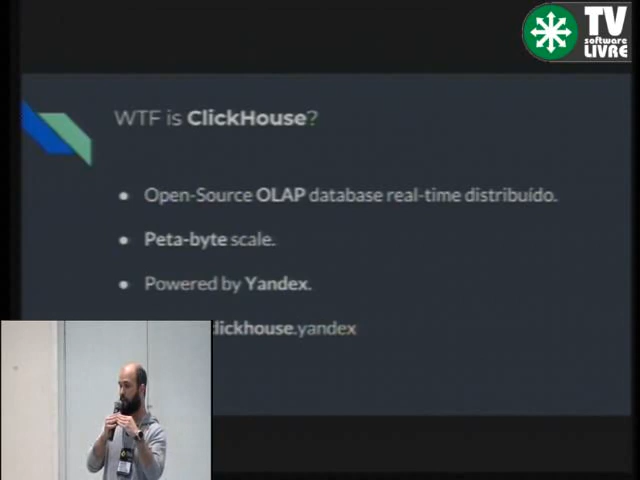 TV
software
LIVRE
WTF is ClickHouse?
• Open-Source OLAP database real-time distribuído.
• Peta-byte scale.
• Powered by Yandex.
clickhouse.yandex